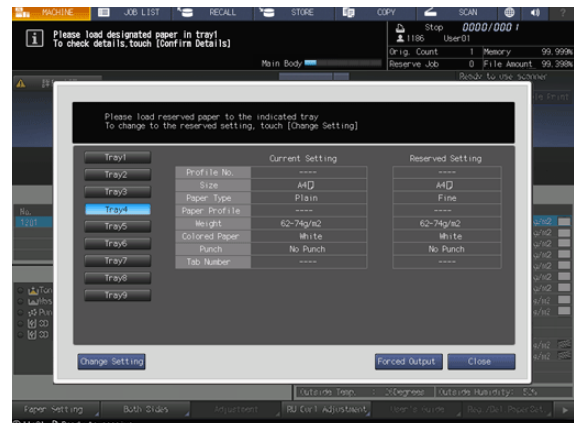 MACHINE
JOB LIST
RECALL
STORE
COPY
SCAN
Please load designated paper in tray1
To check details,touch [Confirm Details]
Main Body
Stop 0000/000 /
1186 User01
Orig. Count 1 Memory 99.999%
Reserve Job 0 File Amount 99.398%
Ready to use scanner
Please load reserved paper to the indicated tray
To change to the reserved setting, touch [Change Setting]
Tray1
Tray2
Tray3
Tray4
Tray5
Tray6
Tray7
Tray8
Tray9
Current Setting Reserved Setting
Profile No. ---- ----
Size A4 A4
Paper Type Plain Fine
Paper Profile ---- ----
Weight 62-74g/m2 62-74g/m2
Colored Paper White White
Punch No Punch No Punch
Tab Number ---- ----
Change Setting
Forced Output
Close
No.
Outside Temp. Degrees Outside Humidity: 52%
Paper Setting
Both Sides
Adjustment
RU Curl Adjustment